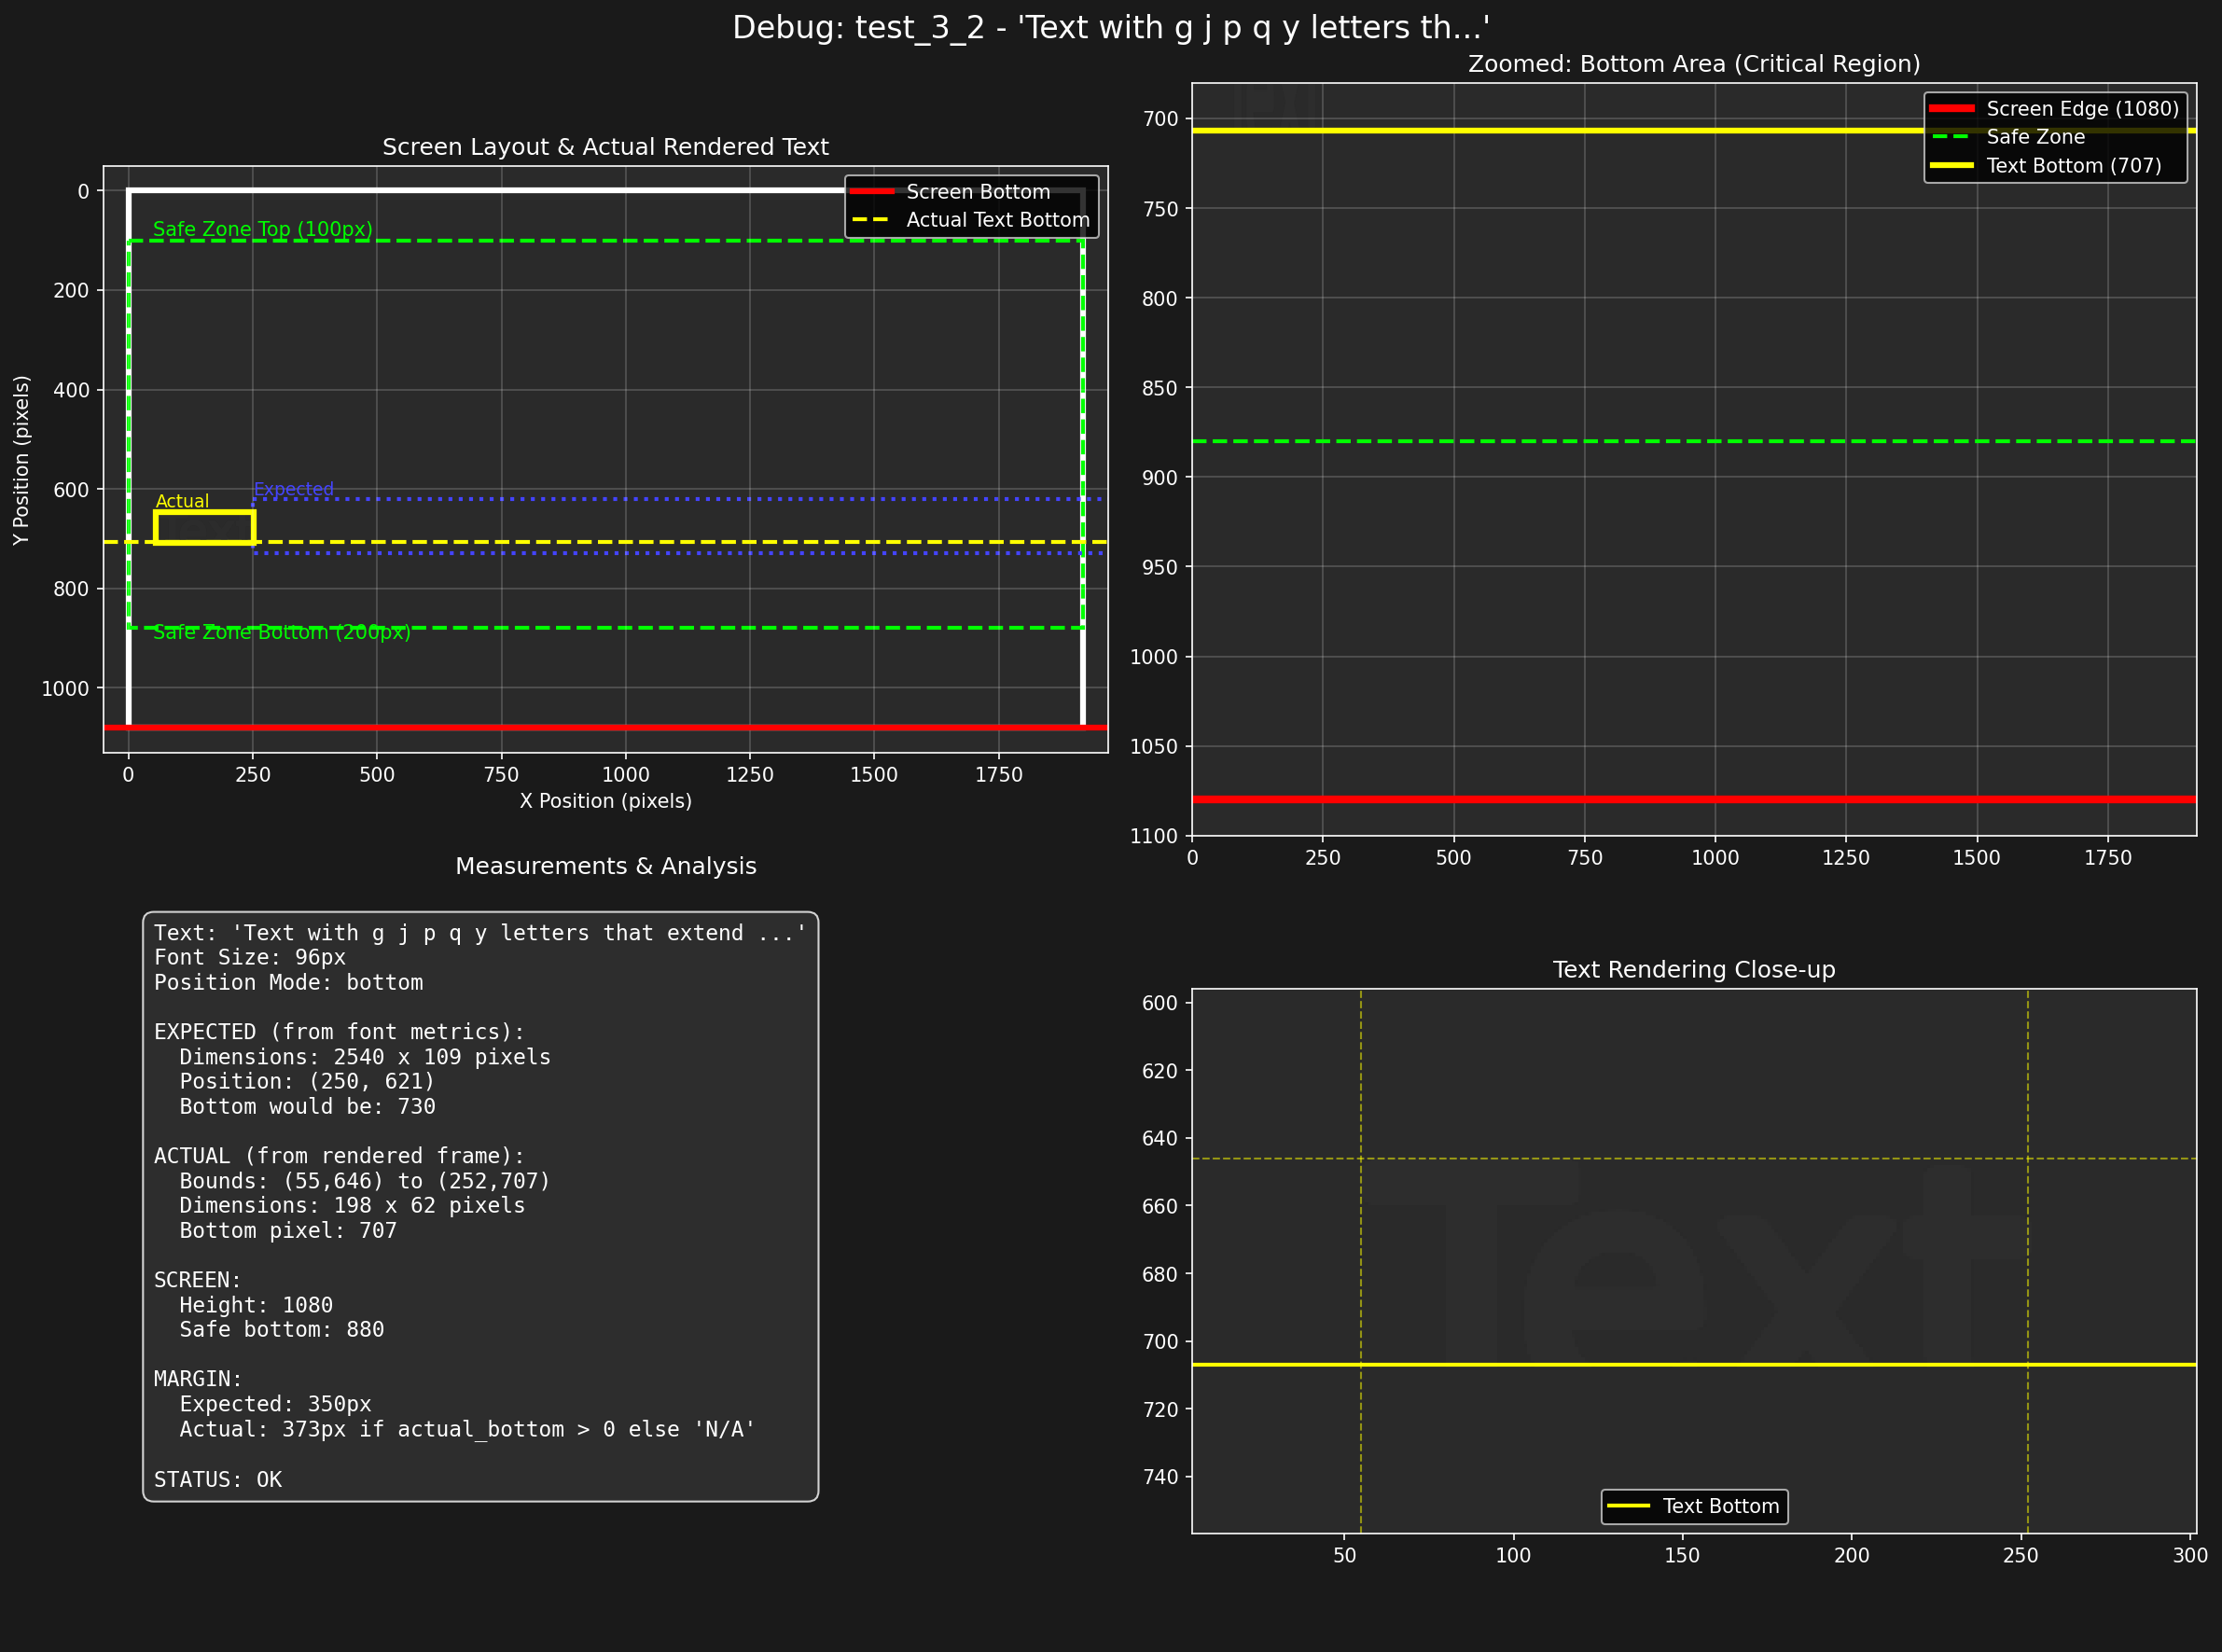 Debug: test_3_2 - 'Text with g j p q y letters th...'
Screen Layout & Actual Rendered Text
Screen Bottom
Actual Text Bottom
Safe Zone Top (100px)
Expected
Actual
Safe Zone Bottom (200px)
Y Position (pixels)
0
200
400
600
800
1000
0 250 500 750 1000 1250 1500 1750
X Position (pixels)
Zoomed: Bottom Area (Critical Region)
Screen Edge (1080)
Safe Zone
Text Bottom (707)
700
750
800
850
900
950
1000
1050
1100
0 250 500 750 1000 1250 1500 1750
Measurements & Analysis
Text: 'Text with g j p q y letters that extend ...'
Font Size: 96px
Position Mode: bottom
EXPECTED (from font metrics):
Dimensions: 2540 x 109 pixels
Position: (250, 621)
Bottom would be: 730
ACTUAL (from rendered frame):
Bounds: (55,646) to (252,707)
Dimensions: 198 x 62 pixels
Bottom pixel: 707
SCREEN:
Height: 1080
Safe bottom: 880
MARGIN:
Expected: 350px
Actual: 373px if actual_bottom > 0 else 'N/A'
STATUS: OK
Text Rendering Close-up
600
620
640
660
680
700
720
740
Text
Text Bottom
50 100 150 200 250 300